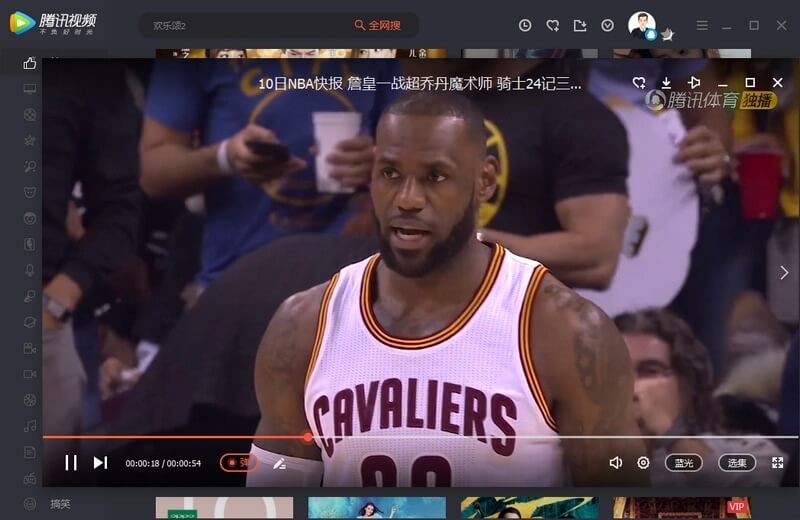 腾讯视频
不负好时光
欢乐颂2
全网搜
10日NBA快报 詹皇一战超乔丹魔术师 骑士24记三...
腾讯体育 独播
CAVALIERS
00:00:18 / 00:00:54
弹
蓝光
选集
搞笑
oppo
VIP